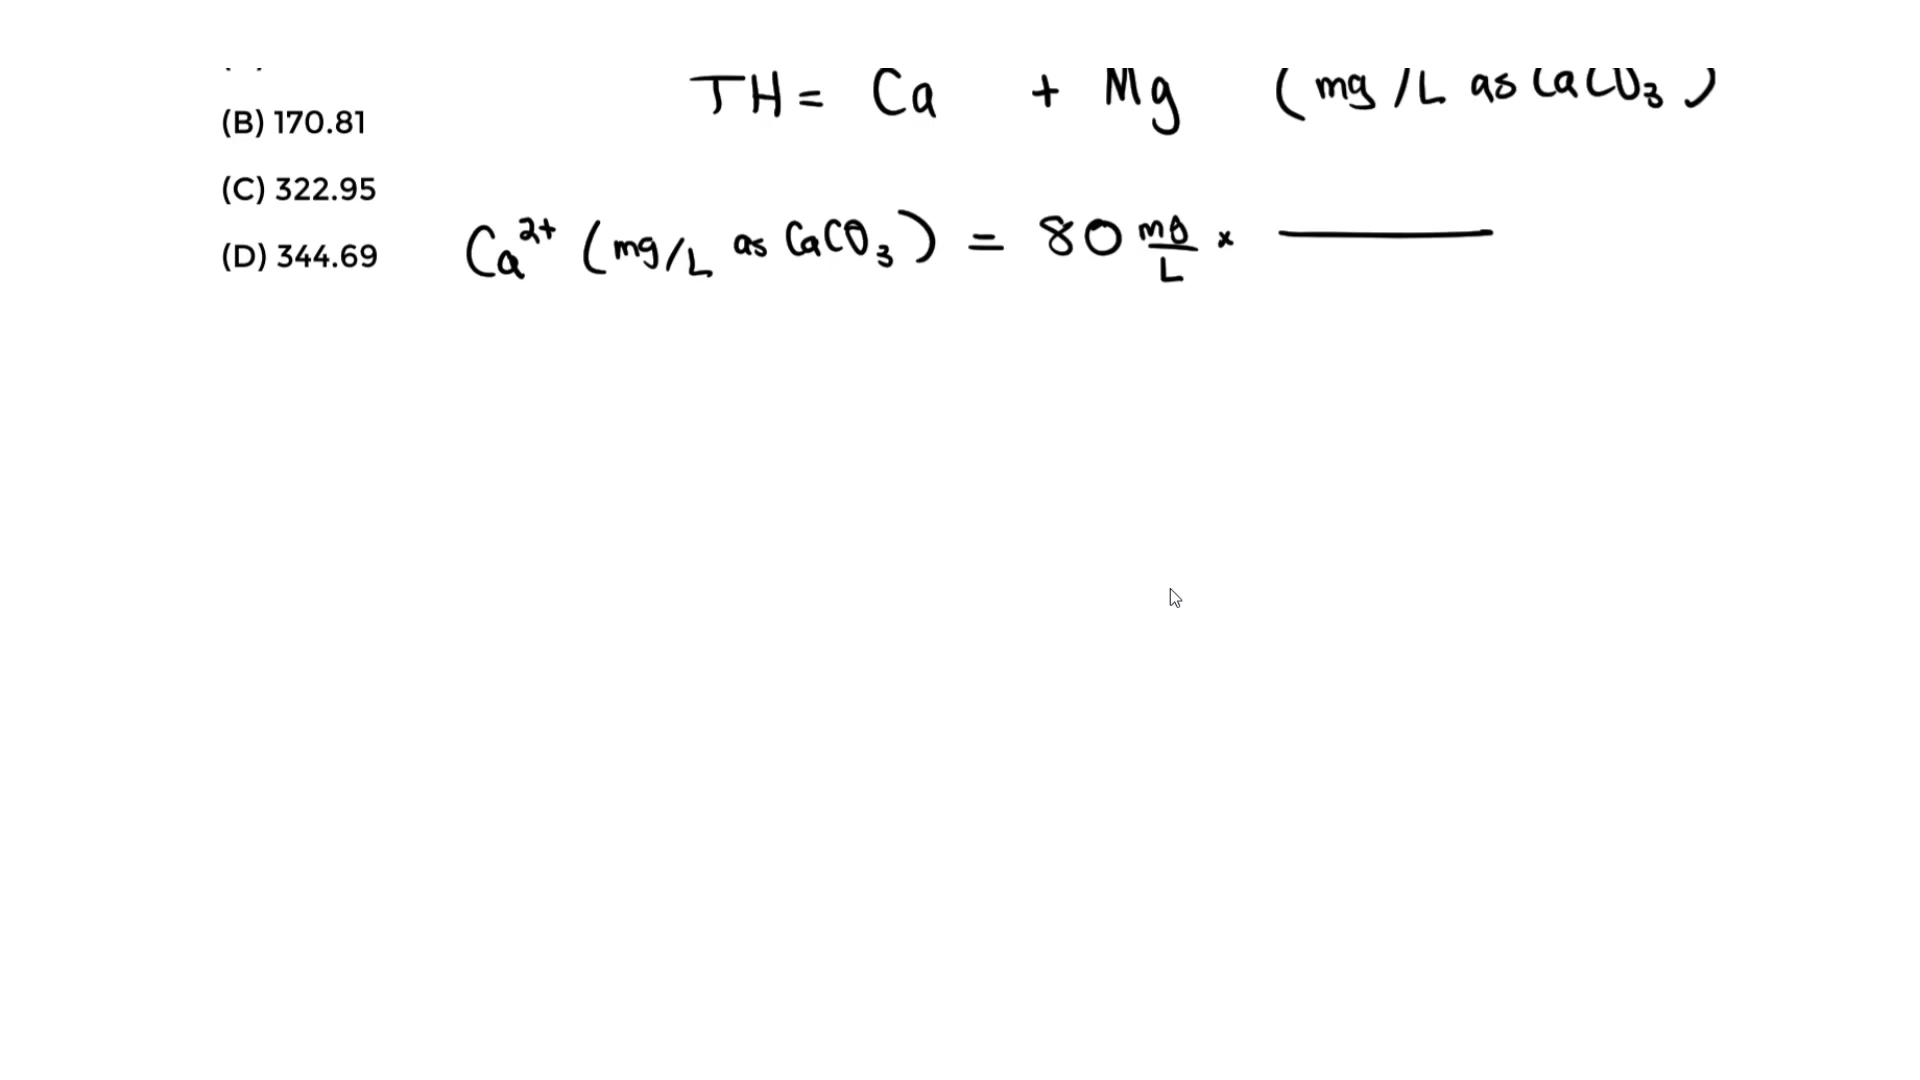 TH = Ca + Mg (mg/L as CaCO₃)
(B) 170.81
(C) 322.95
Ca²⁺ (mg/L as CaCO₃) = 80 mg/L ×
(D) 344.69